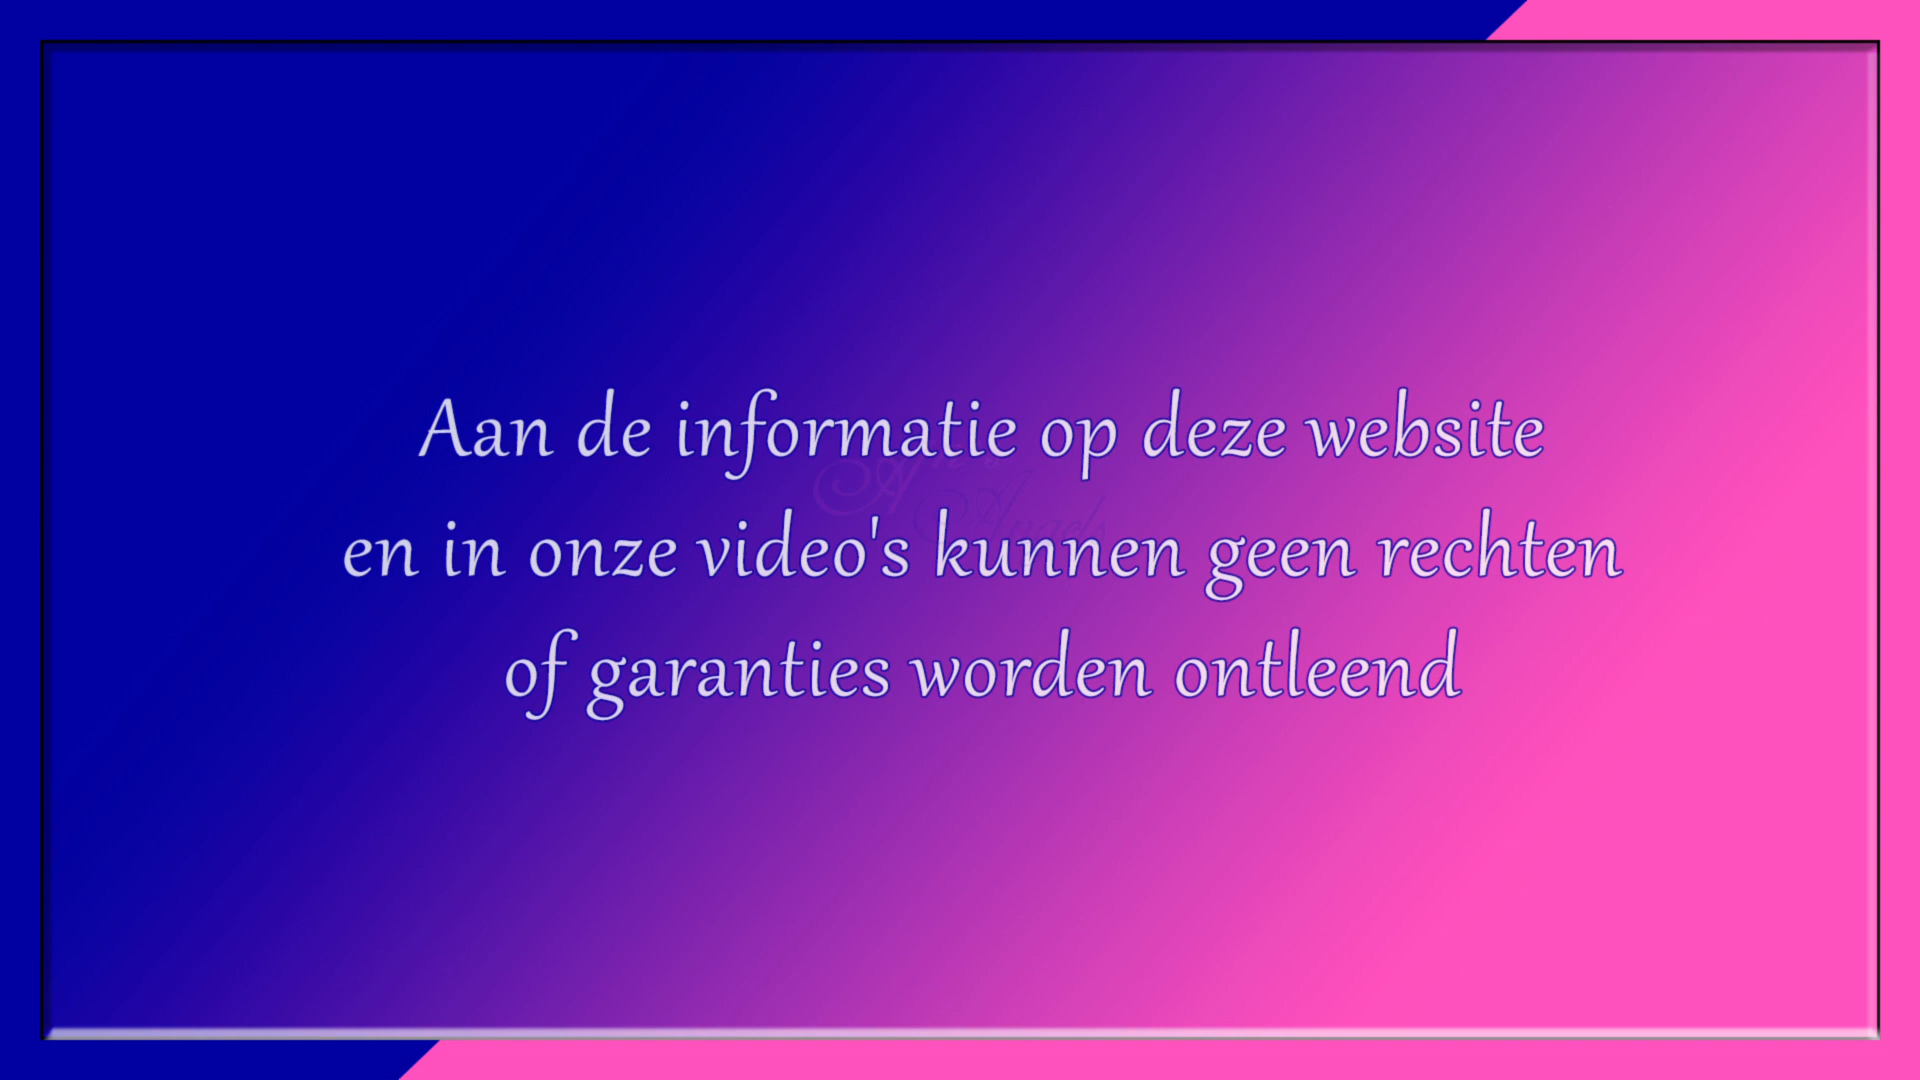 Aan de informatie op deze website
en in onze video's kunnen geen rechten
of garanties worden ontleend